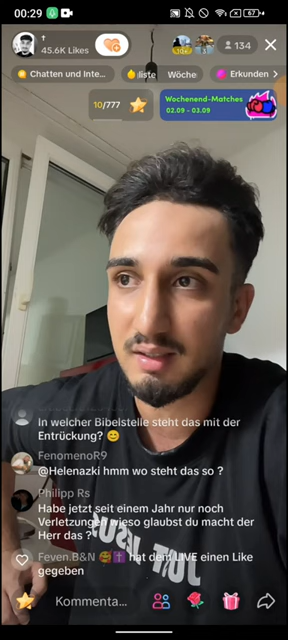 00:29
67%
†
45.6K Likes
134
Chatten und Inte...
liste
Woche
Erkunden
10/777
Wochenend-Matches
02.09 - 03.09
In welcher Bibelstelle steht das mit der
Entrückung? 😊
FenomenoR9
@Helenazki hmm wo steht das so ?
Philipp Rs
Habe jetzt seit einem Jahr nur noch
Verletzungen wieso glaubst du macht der
Herr das ?
Feven.B&N 🥰✝️ hat dem LIVE einen Like
gegeben
Kommenta...